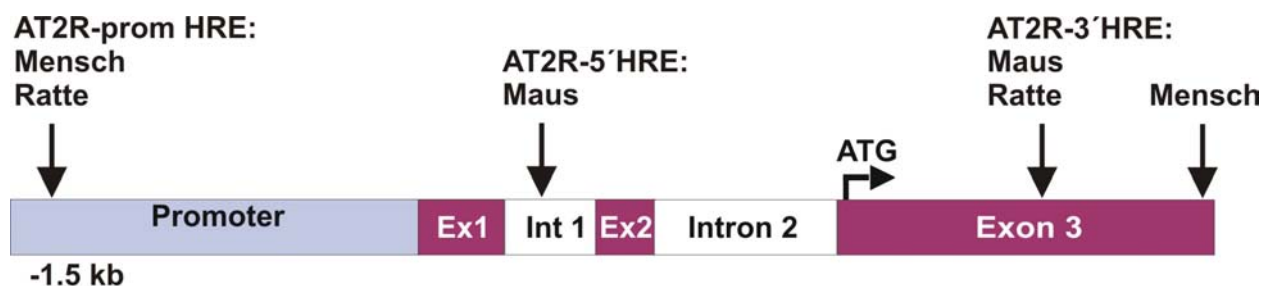 AT2R-prom HRE:
Mensch
Ratte
AT2R-5´HRE:
Maus
AT2R-3´HRE:
Maus
Ratte
Mensch
ATG
Promoter
Ex1
Int 1
Ex2
Intron 2
Exon 3
-1.5 kb